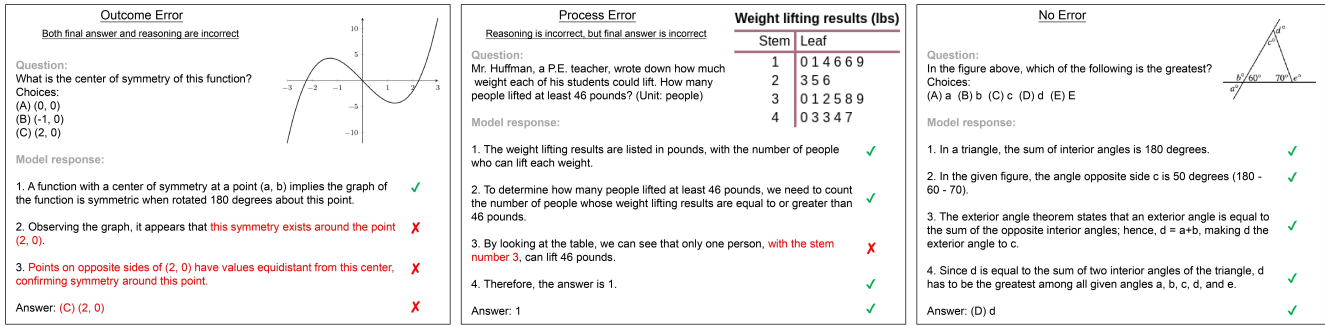 Outcome Error
Both final answer and reasoning are incorrect
Question:
What is the center of symmetry of this function?
Choices:
(A) (0, 0)
(B) (-1, 0)
(C) (2, 0)
10
5
−3 −2 −1 1 2 3
−5
−10
Model response:
1. A function with a center of symmetry at a point (a, b) implies the graph of
the function is symmetric when rotated 180 degrees about this point.
2. Observing the graph, it appears that this symmetry exists around the point
(2, 0).
3. Points on opposite sides of (2, 0) have values equidistant from this center,
confirming symmetry around this point.
Answer: (C) (2, 0)
Process Error
Reasoning is incorrect, but final answer is incorrect
Question:
Mr. Huffman, a P.E. teacher, wrote down how much
weight each of his students could lift. How many
people lifted at least 46 pounds? (Unit: people)
Weight lifting results (lbs)
Stem Leaf
1 0 1 4 6 6 9
2 3 5 6
3 0 1 2 5 8 9
4 0 3 3 4 7
Model response:
1. The weight lifting results are listed in pounds, with the number of people
who can lift each weight.
2. To determine how many people lifted at least 46 pounds, we need to count
the number of people whose weight lifting results are equal to or greater than
46 pounds.
3. By looking at the table, we can see that only one person, with the stem
number 3, can lift 46 pounds.
4. Therefore, the answer is 1.
Answer: 1
No Error
Question:
In the figure above, which of the following is the greatest?
Choices:
(A) a (B) b (C) c (D) d (E) E
d°
c°
b° 60° 70° e°
a°
Model response:
1. In a triangle, the sum of interior angles is 180 degrees.
2. In the given figure, the angle opposite side c is 50 degrees (180 -
60 - 70).
3. The exterior angle theorem states that an exterior angle is equal to
the sum of the opposite interior angles; hence, d = a+b, making d the
exterior angle to c.
4. Since d is equal to the sum of two interior angles of the triangle, d
has to be the greatest among all given angles a, b, c, d, and e.
Answer: (D) d